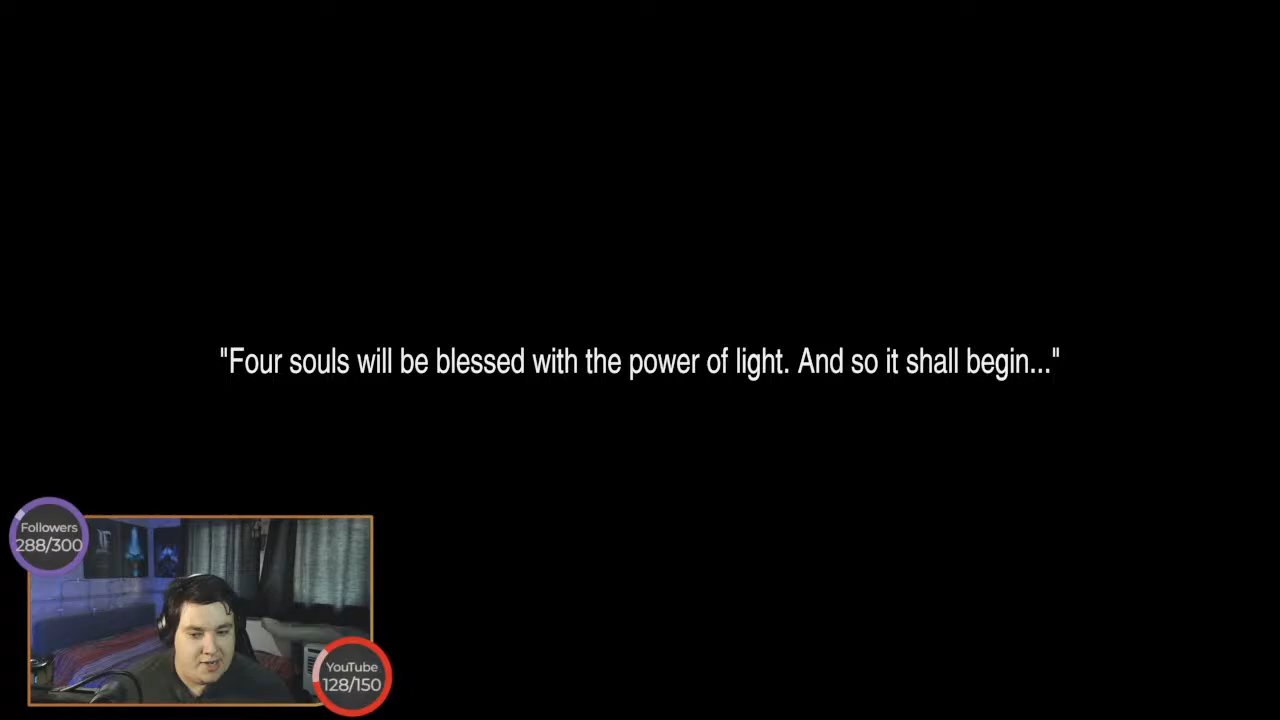 "Four souls will be blessed with the power of light. And so it shall begin..."
Followers
288/300
YouTube
128/150